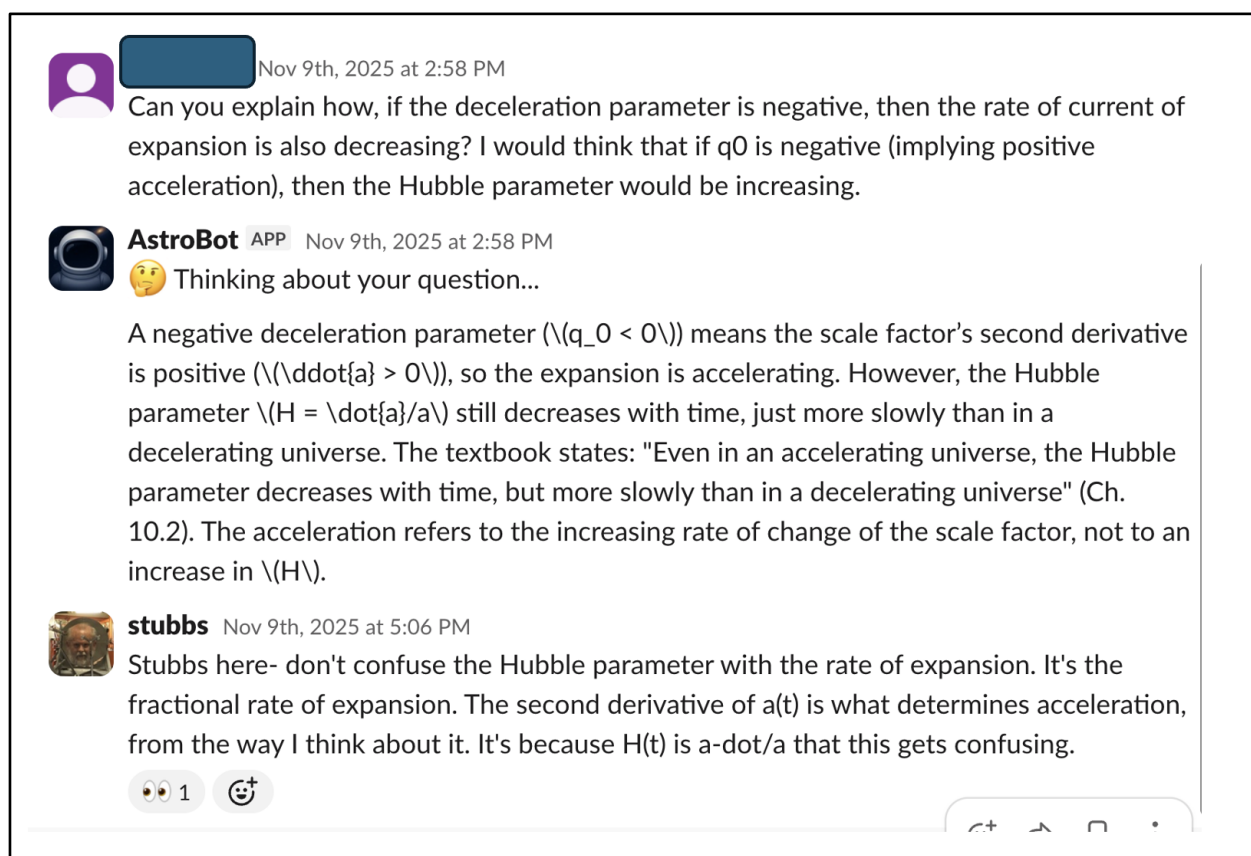 Nov 9th, 2025 at 2:58 PM
Can you explain how, if the deceleration parameter is negative, then the rate of current of
expansion is also decreasing? I would think that if q0 is negative (implying positive
acceleration), then the Hubble parameter would be increasing.
AstroBot APP Nov 9th, 2025 at 2:58 PM
🤔 Thinking about your question...
A negative deceleration parameter (\(q_0 < 0\)) means the scale factor’s second derivative
is positive (\(\ddot{a} > 0\)), so the expansion is accelerating. However, the Hubble
parameter \(H = \dot{a}/a\) still decreases with time, just more slowly than in a
decelerating universe. The textbook states: "Even in an accelerating universe, the Hubble
parameter decreases with time, but more slowly than in a decelerating universe" (Ch.
10.2). The acceleration refers to the increasing rate of change of the scale factor, not to an
increase in \(H\).
stubbs Nov 9th, 2025 at 5:06 PM
Stubbs here- don't confuse the Hubble parameter with the rate of expansion. It's the
fractional rate of expansion. The second derivative of a(t) is what determines acceleration,
from the way I think about it. It's because H(t) is a-dot/a that this gets confusing.
👀 1